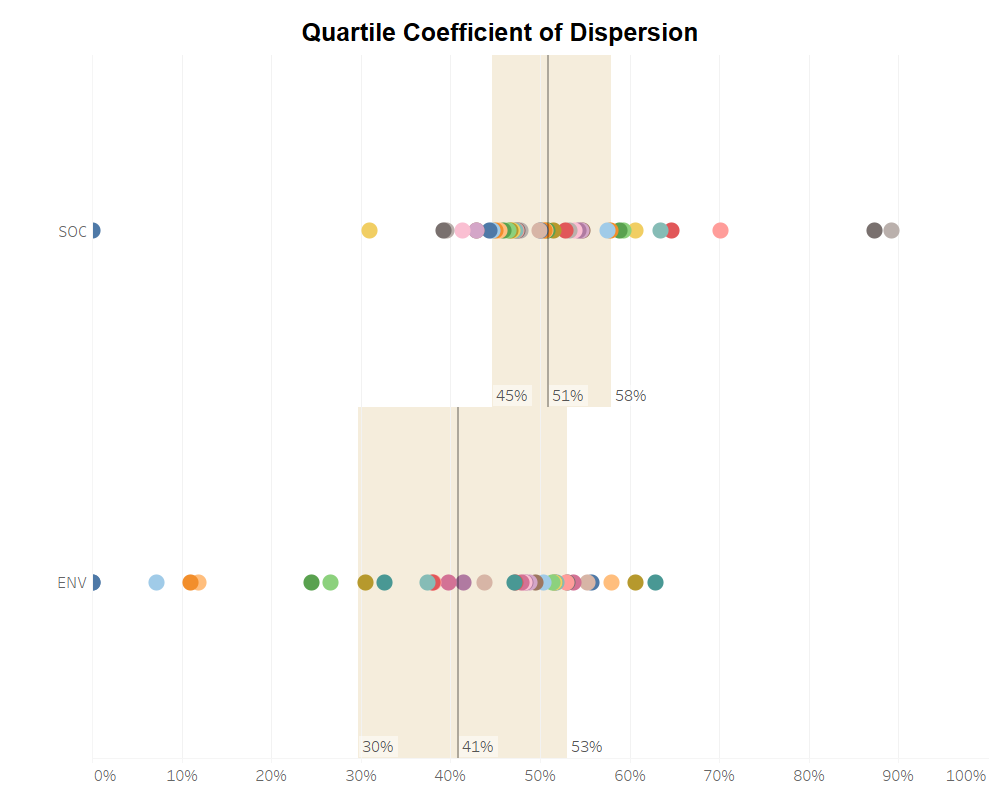 Quartile Coefficient of Dispersion
SOC
45% 51% 58%
ENV
30% 41% 53%
0% 10% 20% 30% 40% 50% 60% 70% 80% 90% 100%